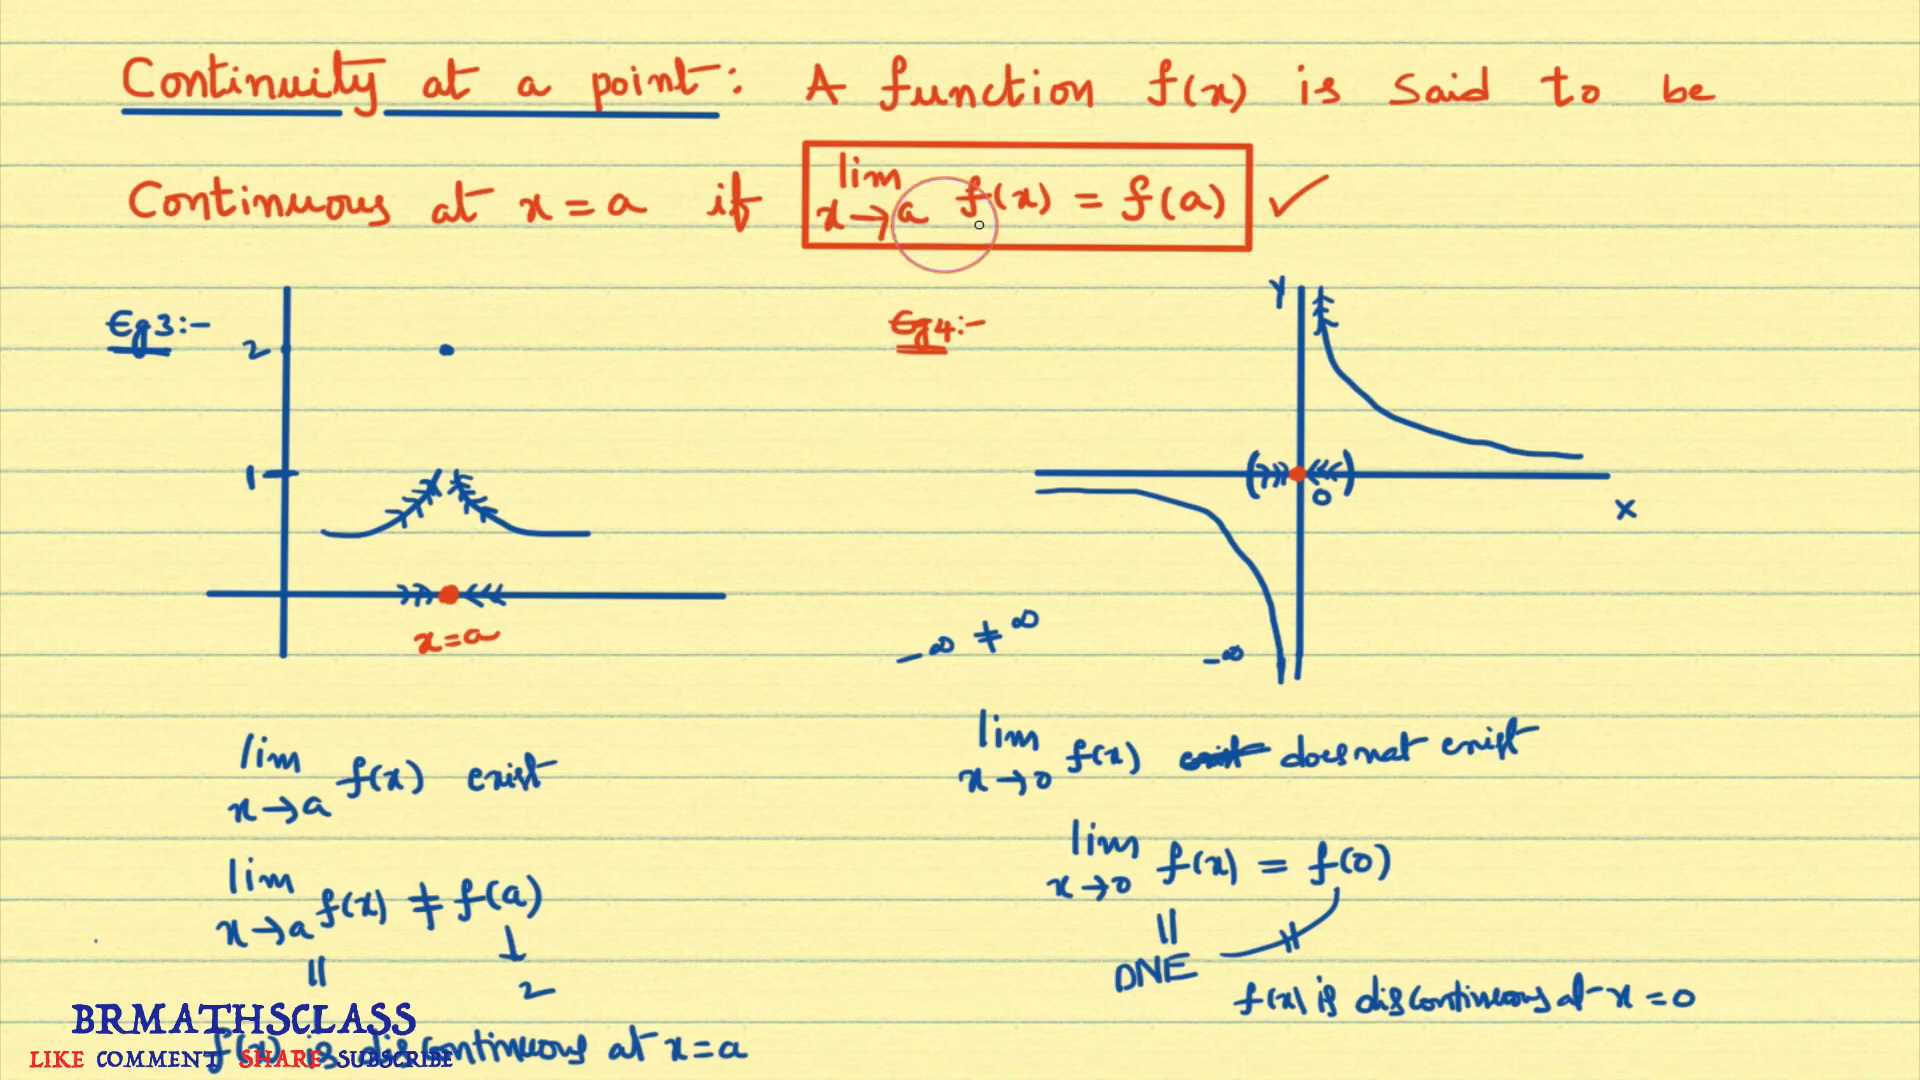 Continuity at a point: A function f(x) is said to be
Continuous at x = a if lim x→a f(x) = f(a) ✓
Eg3:-
2
1
x=a
lim x→a f(x) exist
lim x→a f(x) ≠ f(a)
||
↓
2
f(x) is discontinuous at x=a
Eg4:-
y
0
x
-∞ ≠ ∞
-∞
lim x→0 f(x) does not exist
lim x→0 f(x) = f(0)
||
DNE
f(x) is discontinuous at x = 0
BRMATHSCLASS
LIKE COMMENT SHARE SUBSCRIBE